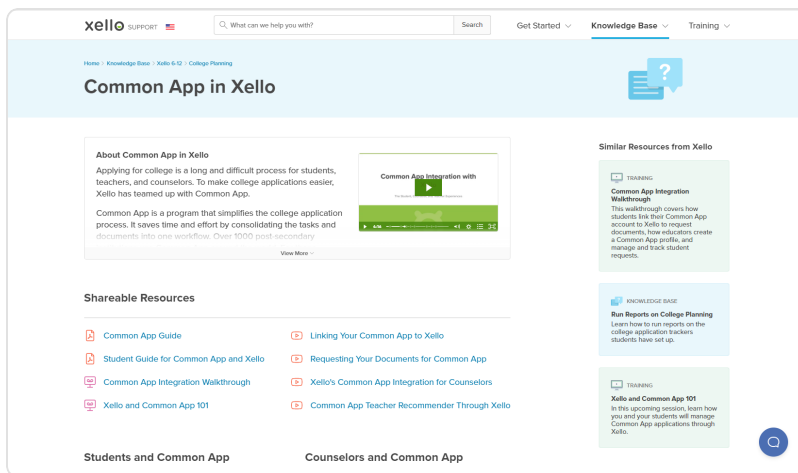 xello SUPPORT
What can we help you with?
Search
Get Started
Knowledge Base
Training
Home > Knowledge Base > Xello 6-12 > College Planning
Common App in Xello
About Common App in Xello
Applying for college is a long and difficult process for students,
teachers, and counselors. To make college applications easier,
Xello has teamed up with Common App.
Common App is a program that simplifies the college application
process. It saves time and effort by consolidating the tasks and
documents into one workflow. Over 1000 post-secondary
Common App Integration with
View More
Shareable Resources
Common App Guide
Student Guide for Common App and Xello
Common App Integration Walkthrough
Xello and Common App 101
Linking Your Common App to Xello
Requesting Your Documents for Common App
Xello's Common App Integration for Counselors
Common App Teacher Recommender Through Xello
Students and Common App
Counselors and Common App
Similar Resources from Xello
TRAINING
Common App Integration
Walkthrough
This walkthrough covers how
students link their Common App
account to Xello to request
documents, how educators create
a Common App profile, and
manage and track student
requests.
KNOWLEDGE BASE
Run Reports on College Planning
Learn how to run reports on the
college application trackers
students have set up.
TRAINING
Xello and Common App 101
In this upcoming session, learn how
you and your students will manage
Common App applications through
Xello.